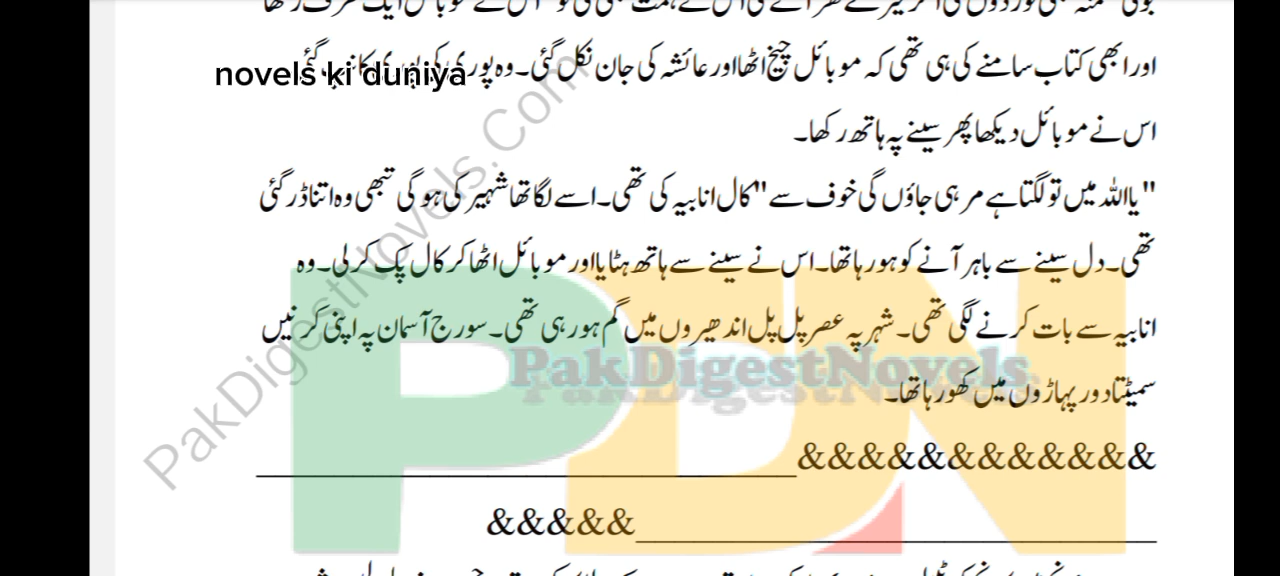 اور ابھی کتاب سامنے کی ہی تھی کہ موبائل چیخ اٹھا اور عائشہ کی جان نکل گئی۔ وہ پوری کی پوری کانپ گئی
novels ki duniya
اس نے موبائل دیکھا پھر سینے پہ ہاتھ رکھا۔
"یا اللہ میں تو لگتا ہے مر ہی جاؤں گی خوف سے" کال انابیہ کی تھی۔ اسے لگا تھا شہیر کی ہو گی تبھی وہ اتنا ڈر گئی
تھی۔ دل سینے سے باہر آنے کو ہو رہا تھا۔ اس نے سینے سے ہاتھ ہٹایا اور موبائل اٹھا کر کال پک کر لی۔ وہ
انابیہ سے بات کرنے لگی تھی۔ شہر پہ عصر پل پل اندھیروں میں گم ہو رہی تھی۔ سورج آسمان پہ اپنی کرنیں
سمیٹتا دور پہاڑوں میں کھو رہا تھا۔
PakDigestNovels.Com
PakDigestNovels
PDN
&&&&&&&&&&&&____________________
____________________&&&&&